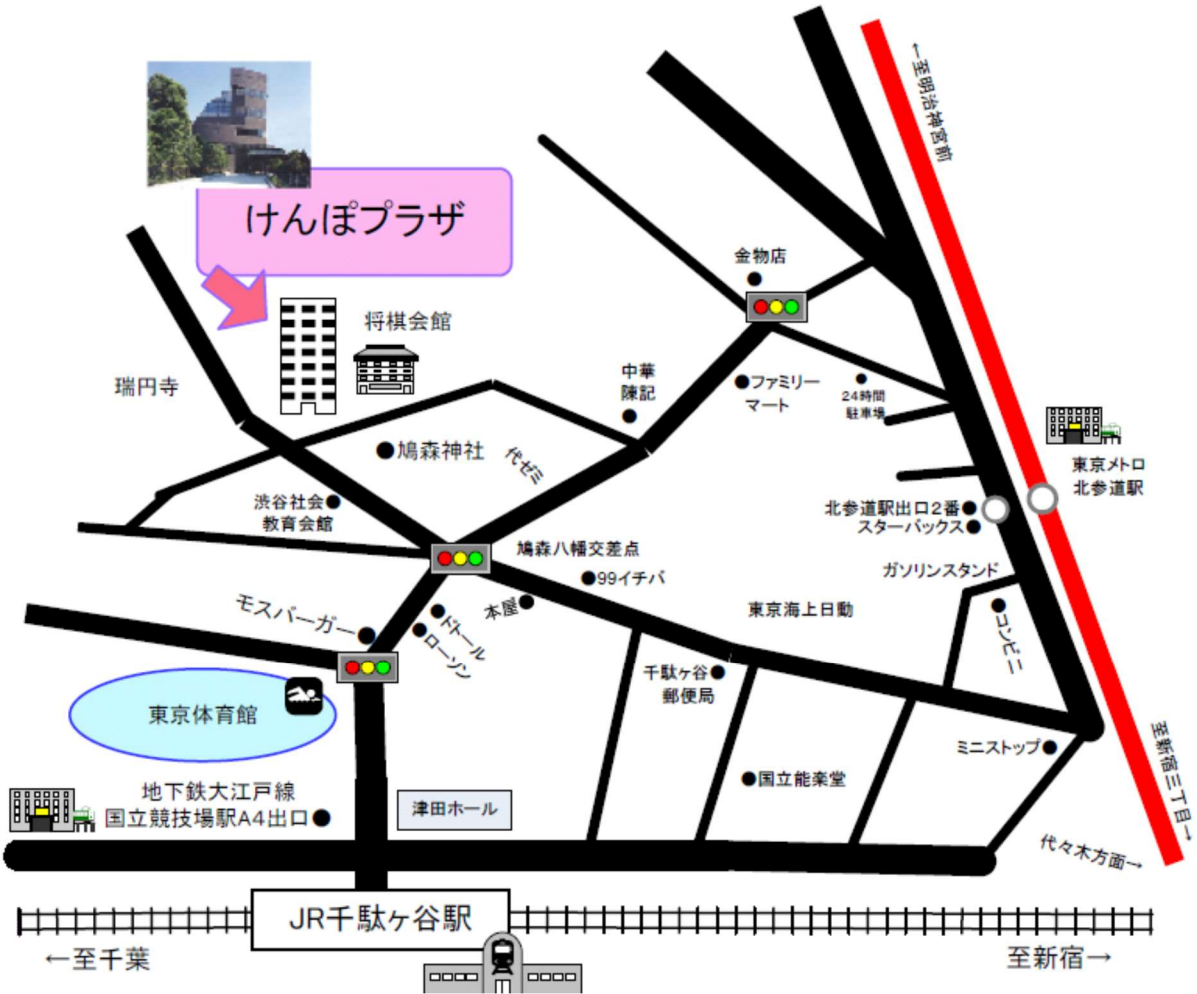 ←至明治神宮前
けんぽプラザ
金物店
将棋会館
瑞円寺
中華
陳記
ファミリー
マート
24時間
駐車場
鳩森神社
代ゼミ
東京メトロ
北参道駅
渋谷社会
教育会館
北参道駅出口2番
スターバックス
鳩森八幡交差点
99イチバ
ガソリンスタンド
モスバーガー
ドトール
ローソン
本屋
東京海上日動
コンビニ
千駄ヶ谷
郵便局
東京体育館
ミニストップ
至新宿三丁目→
国立能楽堂
地下鉄大江戸線
国立競技場駅A4出口
津田ホール
代々木方面→
JR千駄ヶ谷駅
←至千葉
至新宿→